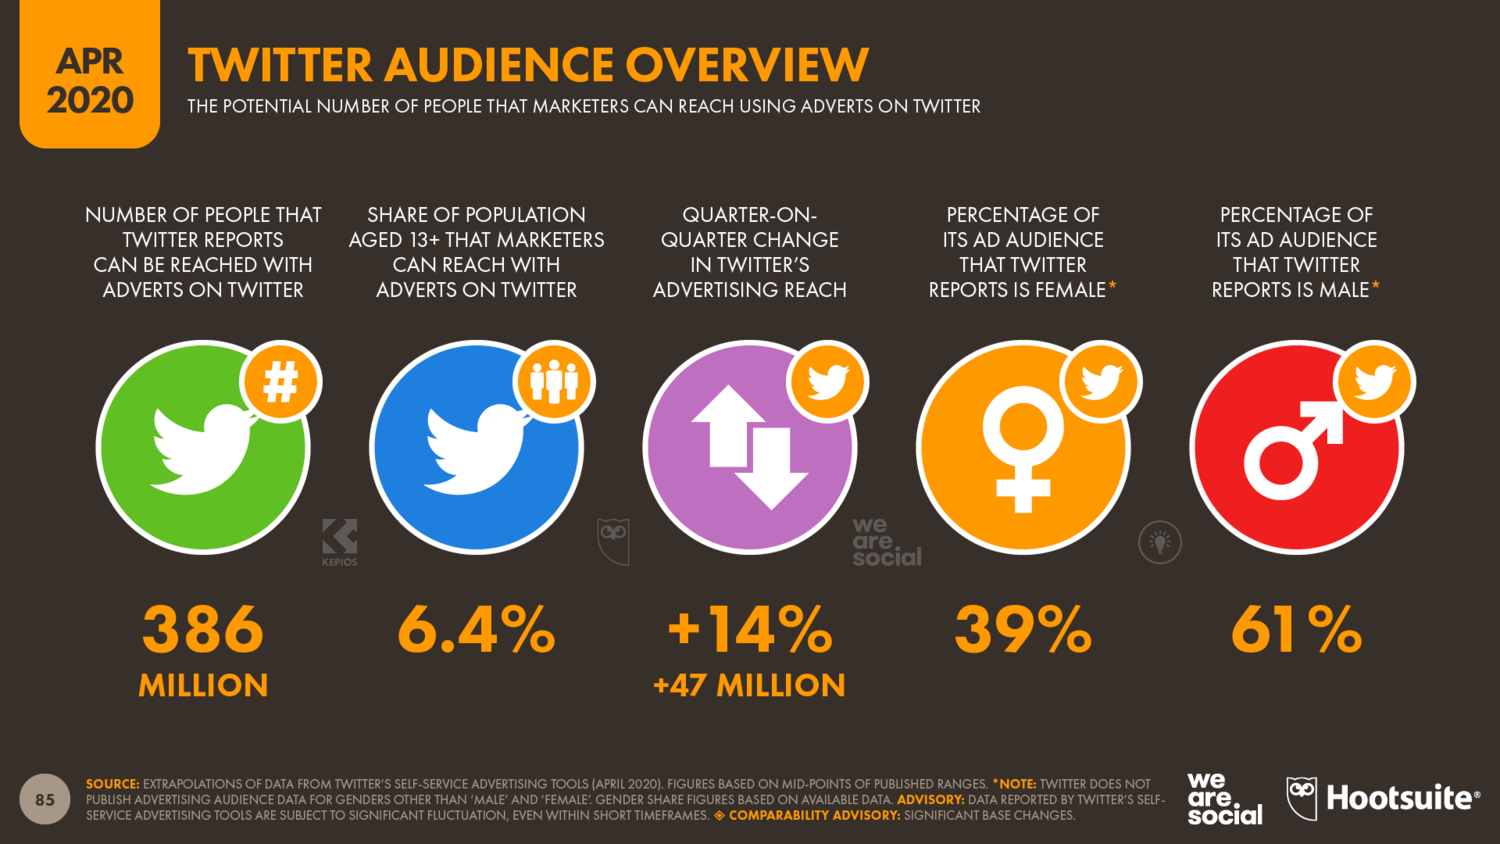 APR
2020
TWITTER AUDIENCE OVERVIEW
THE POTENTIAL NUMBER OF PEOPLE THAT MARKETERS CAN REACH USING ADVERTS ON TWITTER
NUMBER OF PEOPLE THAT
TWITTER REPORTS
CAN BE REACHED WITH
ADVERTS ON TWITTER
SHARE OF POPULATION
AGED 13+ THAT MARKETERS
CAN REACH WITH
ADVERTS ON TWITTER
QUARTER-ON-
QUARTER CHANGE
IN TWITTER'S
ADVERTISING REACH
PERCENTAGE OF
ITS AD AUDIENCE
THAT TWITTER
REPORTS IS FEMALE*
PERCENTAGE OF
ITS AD AUDIENCE
THAT TWITTER
REPORTS IS MALE*
#
KEPIOS
we
are
social
386
MILLION
6.4%
+14%
+47 MILLION
39%
61%
85
SOURCE: EXTRAPOLATIONS OF DATA FROM TWITTER'S SELF-SERVICE ADVERTISING TOOLS (APRIL 2020). FIGURES BASED ON MID-POINTS OF PUBLISHED RANGES. *NOTE: TWITTER DOES NOT
PUBLISH ADVERTISING AUDIENCE DATA FOR GENDERS OTHER THAN 'MALE' AND 'FEMALE'. GENDER SHARE FIGURES BASED ON AVAILABLE DATA. ADVISORY: DATA REPORTED BY TWITTER'S SELF-
SERVICE ADVERTISING TOOLS ARE SUBJECT TO SIGNIFICANT FLUCTUATION, EVEN WITHIN SHORT TIMEFRAMES. ◈ COMPARABILITY ADVISORY: SIGNIFICANT BASE CHANGES.
we
are
social
Hootsuite®